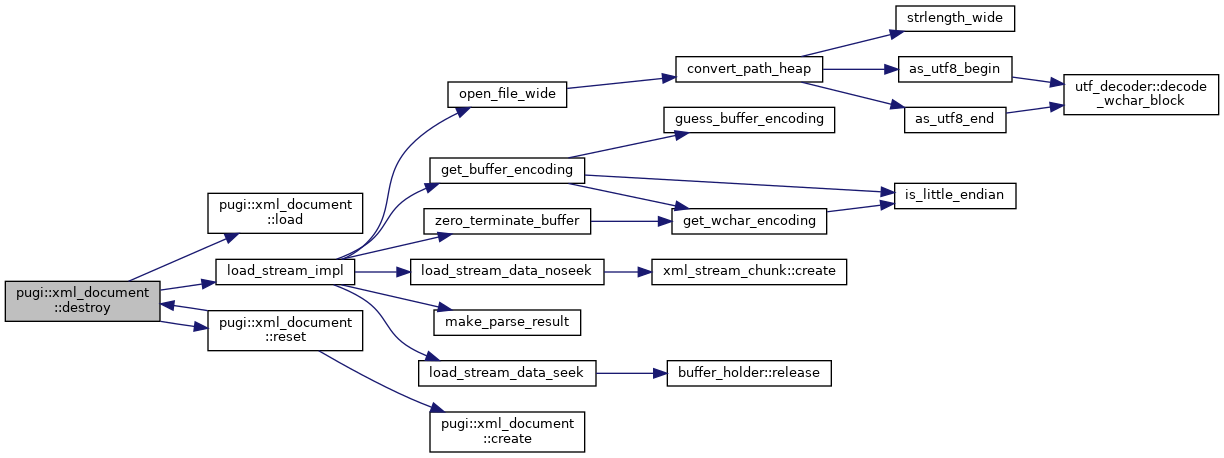 strlength_wide
convert_path_heap
as_utf8_begin
utf_decoder::decode
_wchar_block
open_file_wide
as_utf8_end
guess_buffer_encoding
get_buffer_encoding
is_little_endian
pugi::xml_document
::load
zero_terminate_buffer
get_wchar_encoding
load_stream_impl
load_stream_data_noseek
xml_stream_chunk::create
pugi::xml_document
::destroy
pugi::xml_document
::reset
make_parse_result
load_stream_data_seek
buffer_holder::release
pugi::xml_document
::create